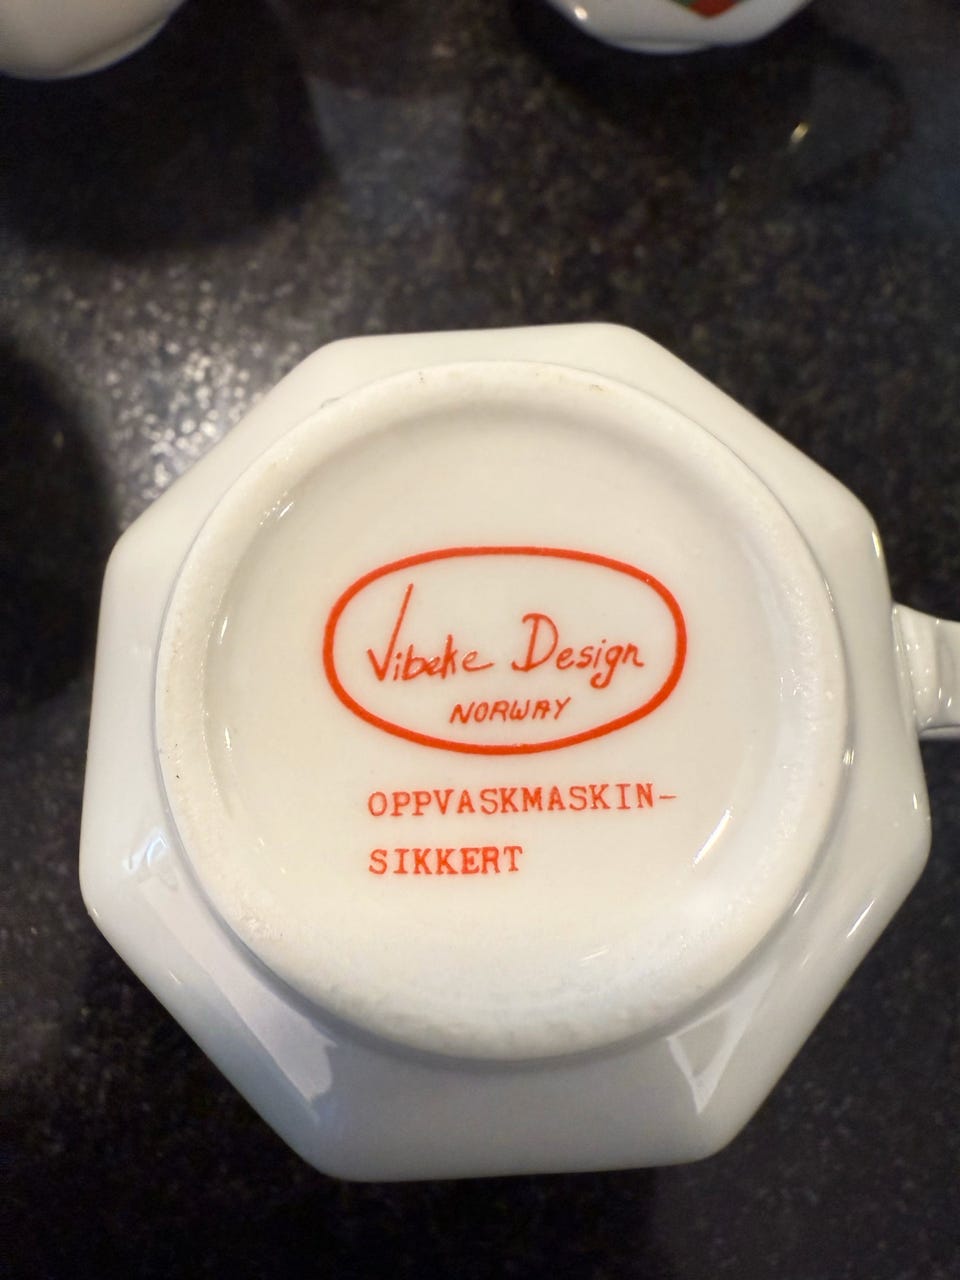 Vibeke Design
NORWAY
OPPVASKMASKIN-
SIKKERT